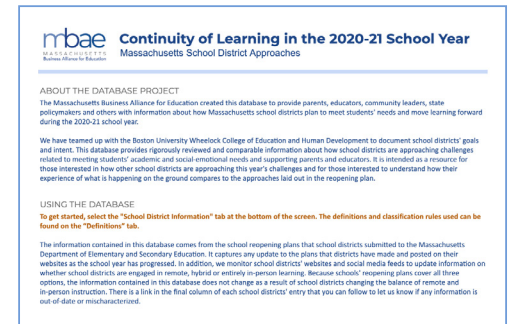 mbae
MASSACHUSETTS
Business Alliance for Education
Continuity of Learning in the 2020-21 School Year
Massachusetts School District Approaches
ABOUT THE DATABASE PROJECT
The Massachusetts Business Alliance for Education created this database to provide parents, educators, community leaders, state
policymakers and others with information about how Massachusetts school districts plan to meet students' needs and move learning forward
during the 2020-21 school year.
We have teamed up with the Boston University Wheelock College of Education and Human Development to document school districts' goals
and intent. This database provides rigorously reviewed and comparable information about how school districts are approaching challenges
related to meeting students' academic and social-emotional needs and supporting parents and educators. It is intended as a resource for
those interested in how other school districts are approaching this year's challenges and for those interested to understand how their
experience of what is happening on the ground compares to the approaches laid out in the reopening plan.
USING THE DATABASE
To get started, select the "School District Information" tab at the bottom of the screen. The definitions and classification rules used can be
found on the "Definitions" tab.
The information contained in this database comes from the school reopening plans that school districts submitted to the Massachusetts
Department of Elementary and Secondary Education. It captures any update to the plans that districts have made and posted on their
websites as the school year has progressed. In addition, we monitor school districts' websites and social media feeds to update information on
whether school districts are engaged in remote, hybrid or entirely in-person learning. Because schools' reopening plans cover all three
options, the information contained in this database does not change as a result of school districts changing the balance of remote and
in-person instruction. There is a link in the final column of each school districts' entry that you can follow to let us know if any information is
out-of-date or mischaracterized.